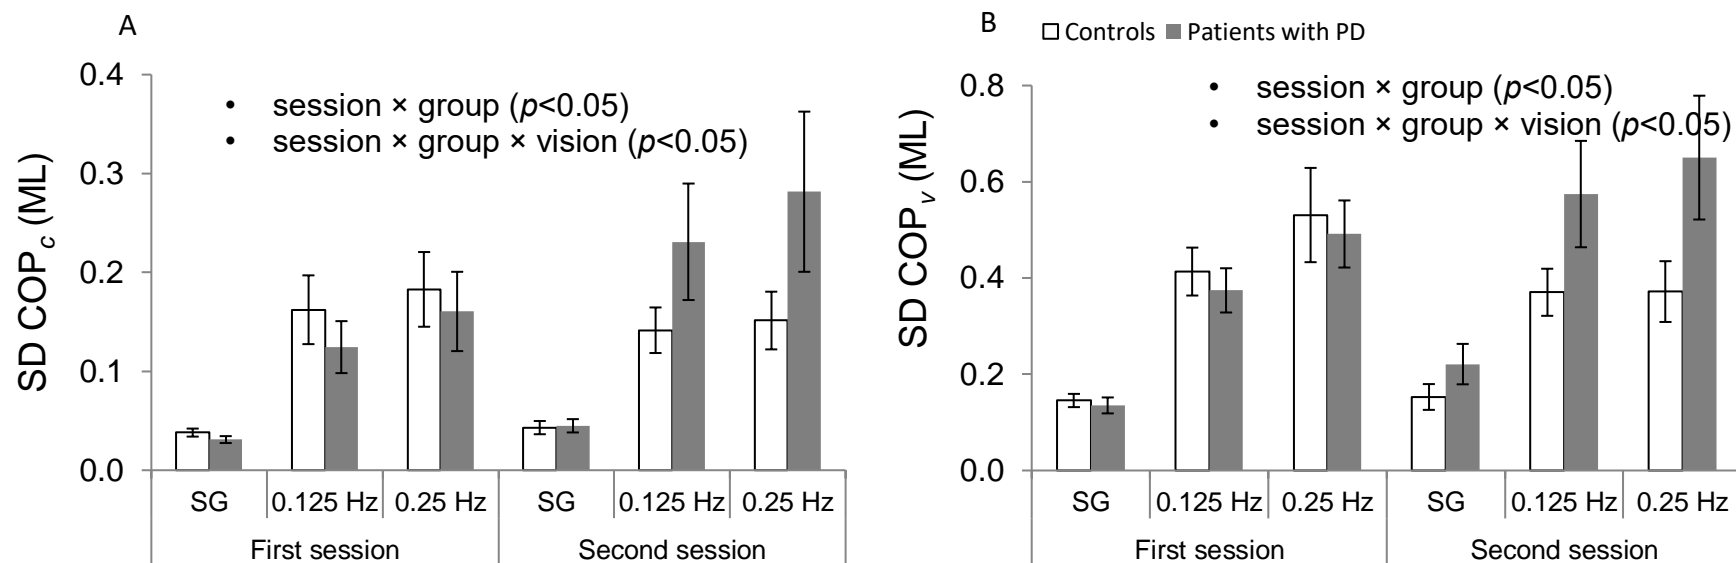 A
SD COPc (ML)
0.4
0.3
0.2
0.1
0.0
• session × group (p<0.05)
• session × group × vision (p<0.05)
SG 0.125 Hz 0.25 Hz SG 0.125 Hz 0.25 Hz
First session Second session
B
Controls Patients with PD
SD COPv (ML)
0.8
0.6
0.4
0.2
0.0
• session × group (p<0.05)
• session × group × vision (p<0.05)
SG 0.125 Hz 0.25 Hz SG 0.125 Hz 0.25 Hz
First session Second session